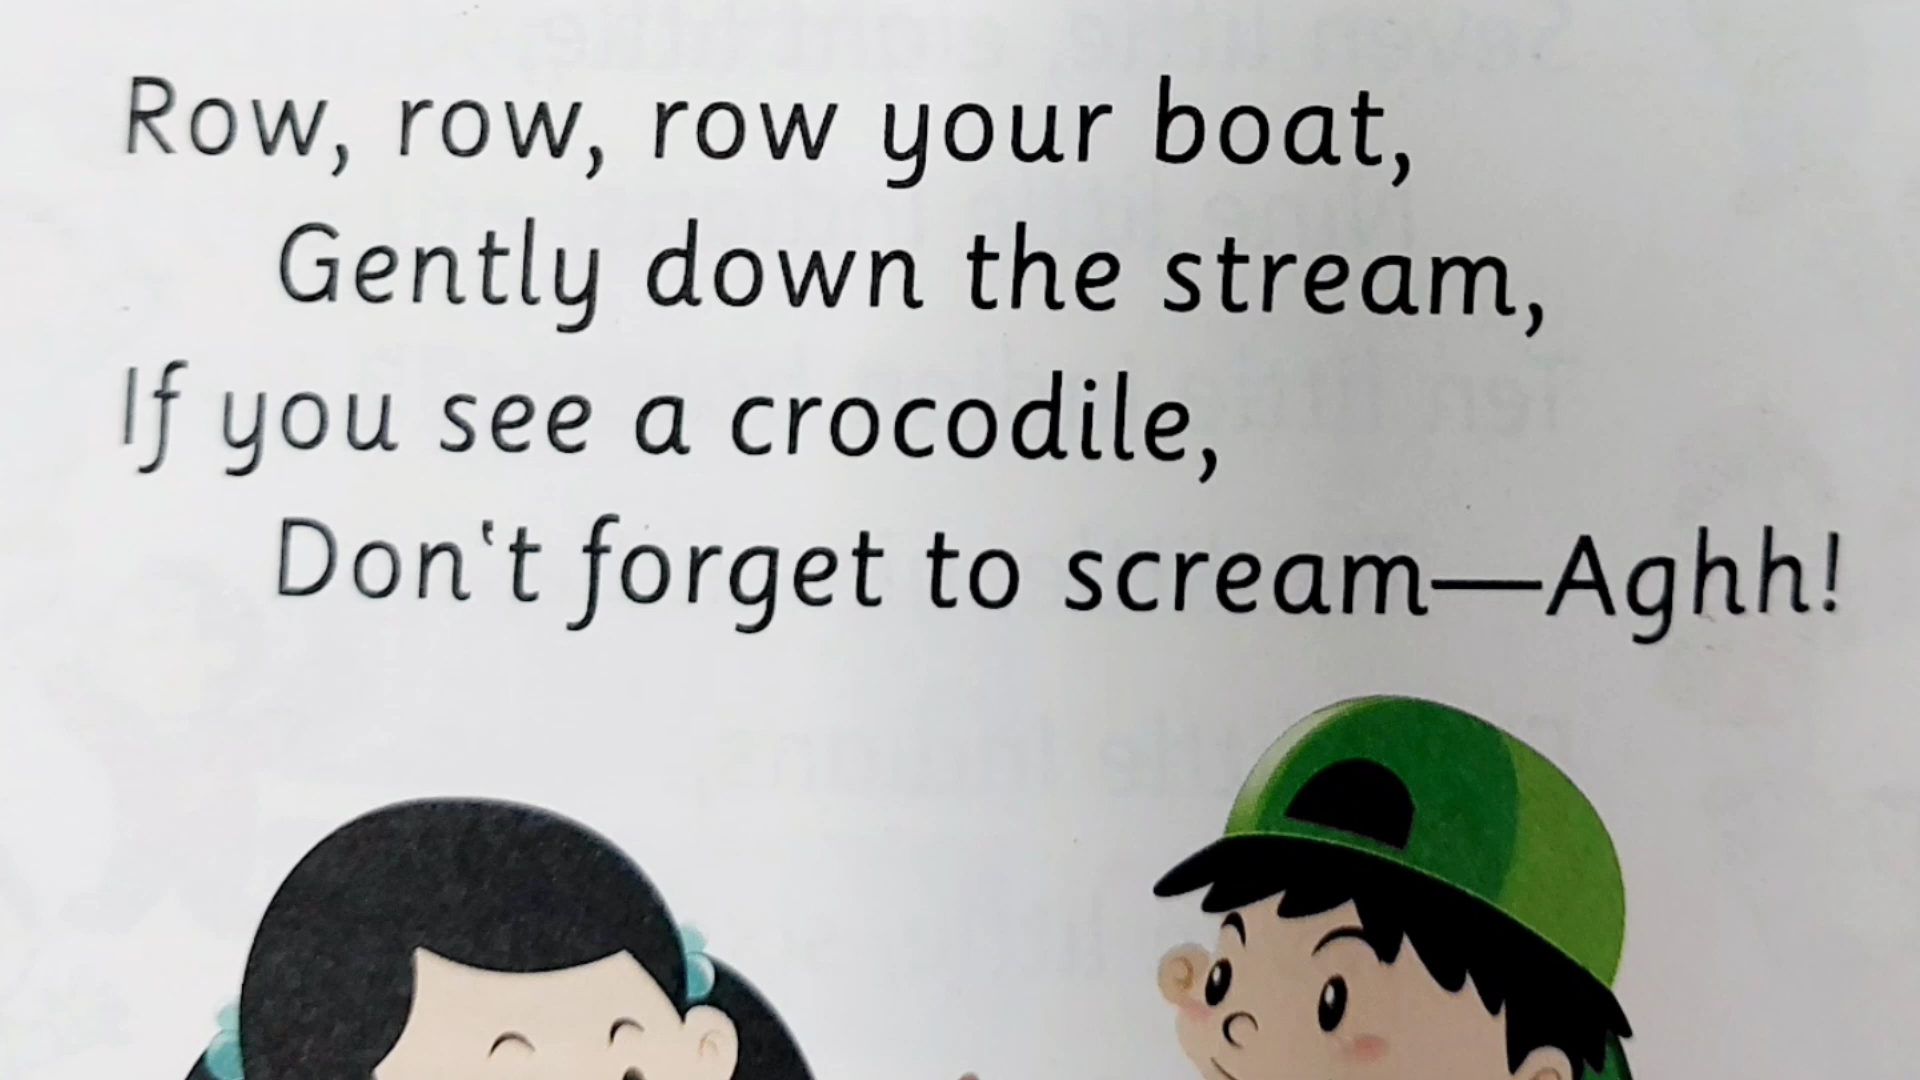 Row, row, row your boat,
Gently down the stream,
If you see a crocodile,
Don‘t forget to scream—Aghh!